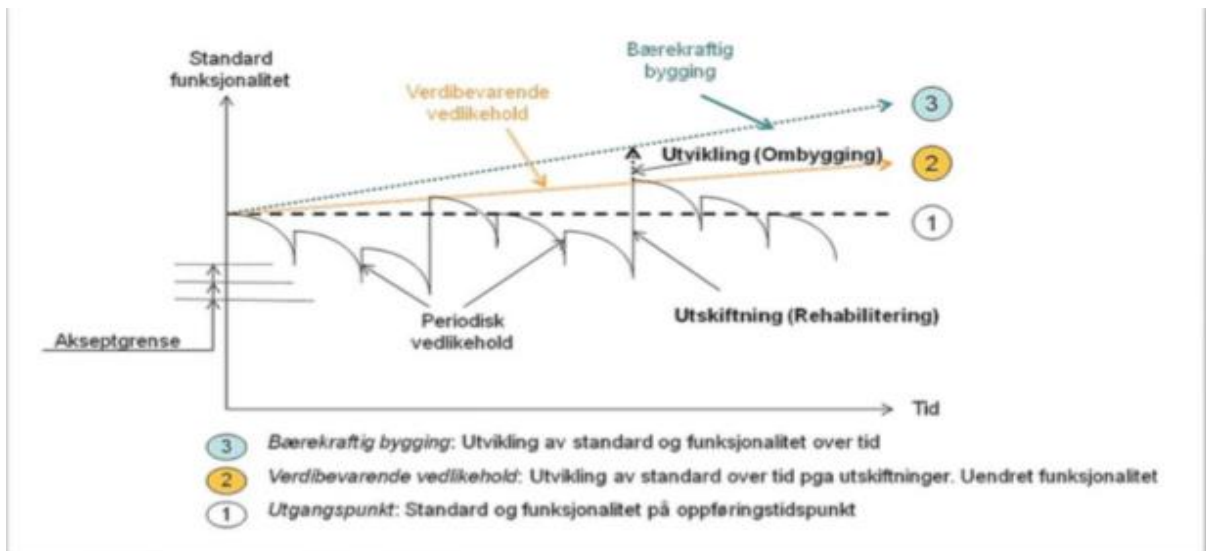 Standard
funksjonalitet
Bærekraftig
bygging
Verdibevarende
vedlikehold
3
Utvikling (Ombygging)
2
1
Utskiftning (Rehabilitering)
Periodisk
vedlikehold
Akseptgrense
Tid
3 Bærekraftig bygging: Utvikling av standard og funksjonalitet over tid
2 Verdibevarende vedlikehold: Utvikling av standard over tid pga utskiftninger. Uendret funksjonalitet
1 Utgangspunkt: Standard og funksjonalitet på oppføringstidspunkt